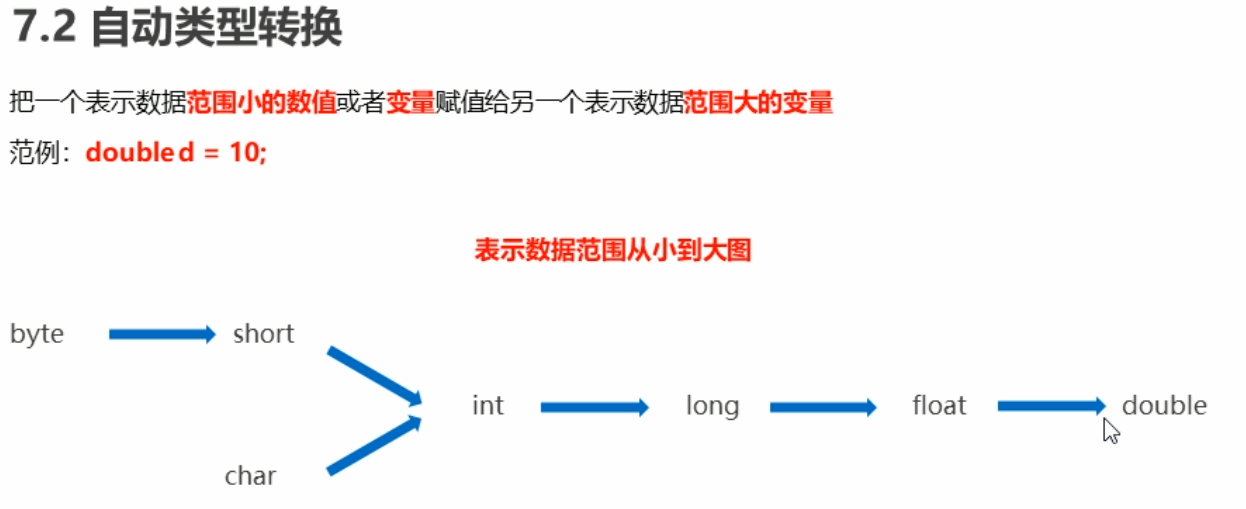 7.2 自动类型转换
把一个表示数据范围小的数值或者变量赋值给另一个表示数据范围大的变量
范例：double d = 10;
表示数据范围从小到大图
byte short
int long float double
char